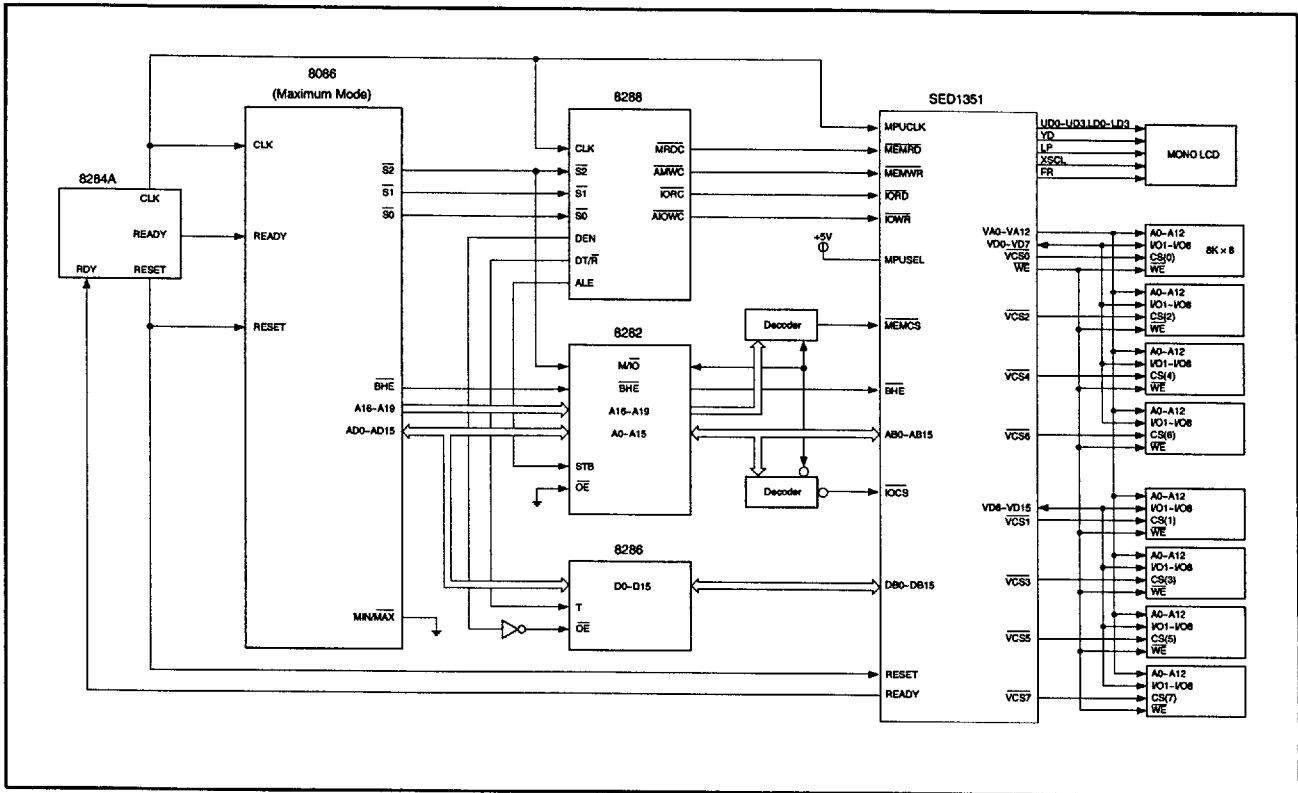 8086
(Maximum Mode)
CLK
READY
RESET
S2
S1
S0
BHE
A16~A19
AD0~AD15
MIN/MAX
8284A
CLK
READY
RDY
RESET
8288
CLK
S2
S1
S0
DEN
DT/R
ALE
MRDC
AMWC
IORC
AIOWC
8282
M/IO
BHE
A16~A19
A0~A15
STB
OE
8286
D0~D15
T
OE
+5V
Decoder
Decoder
SED1351
MPUCLK
MEMRD
MEMWR
IORD
IOWR
MPUSEL
MEMCS
BHE
AB0~AB15
IOCS
DB0~DB15
RESET
READY
UD0~UD3,LD0~LD3
YD
LP
XSCL
FR
MONO LCD
VA0~VA12
VD0~VD7
VCS0
WE
VCS2
VCS4
VCS6
VD8~VD15
VCS1
VCS3
VCS5
VCS7
A0~A12
I/O1~I/O8
CS(0)
WE
8K × 8
A0~A12
I/O1~I/O8
CS(2)
WE
A0~A12
I/O1~I/O8
CS(4)
WE
A0~A12
I/O1~I/O8
CS(6)
WE
A0~A12
I/O1~I/O8
CS(1)
WE
A0~A12
I/O1~I/O8
CS(3)
WE
A0~A12
I/O1~I/O8
CS(5)
WE
A0~A12
I/O1~I/O8
CS(7)
WE